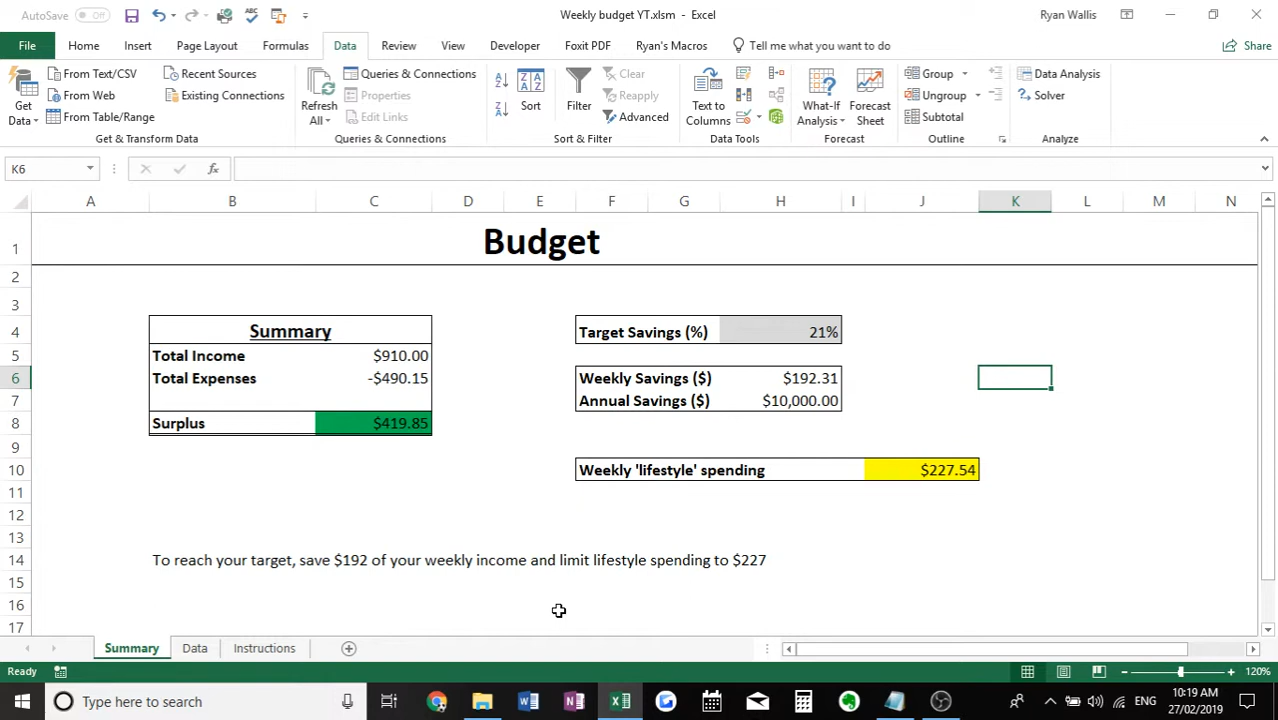 AutoSave Off
Weekly budget YT.xlsm - Excel
Ryan Wallis
File Home Insert Page Layout Formulas Data Review View Developer Foxit PDF Ryan's Macros Tell me what you want to do Share
Get Data
From Text/CSV
From Web
From Table/Range
Recent Sources
Existing Connections
Get & Transform Data
Refresh All
Queries & Connections
Properties
Edit Links
Queries & Connections
Sort
Filter
Clear
Reapply
Advanced
Sort & Filter
Text to Columns
Data Tools
What-If Analysis
Forecast Sheet
Forecast
Group
Ungroup
Subtotal
Outline
Data Analysis
Solver
Analyze
K6 fx
A B C D E F G H I J K L M N
1 Budget
2
3
4 Summary Target Savings (%) 21%
5 Total Income $910.00
6 Total Expenses -$490.15 Weekly Savings ($) $192.31
7 Annual Savings ($) $10,000.00
8 Surplus $419.85
9
10 Weekly 'lifestyle' spending $227.54
11
12
13
14 To reach your target, save $192 of your weekly income and limit lifestyle spending to $227
15
16
17
Summary Data Instructions
Ready 120%
Type here to search
ENG
10:19 AM
27/02/2019